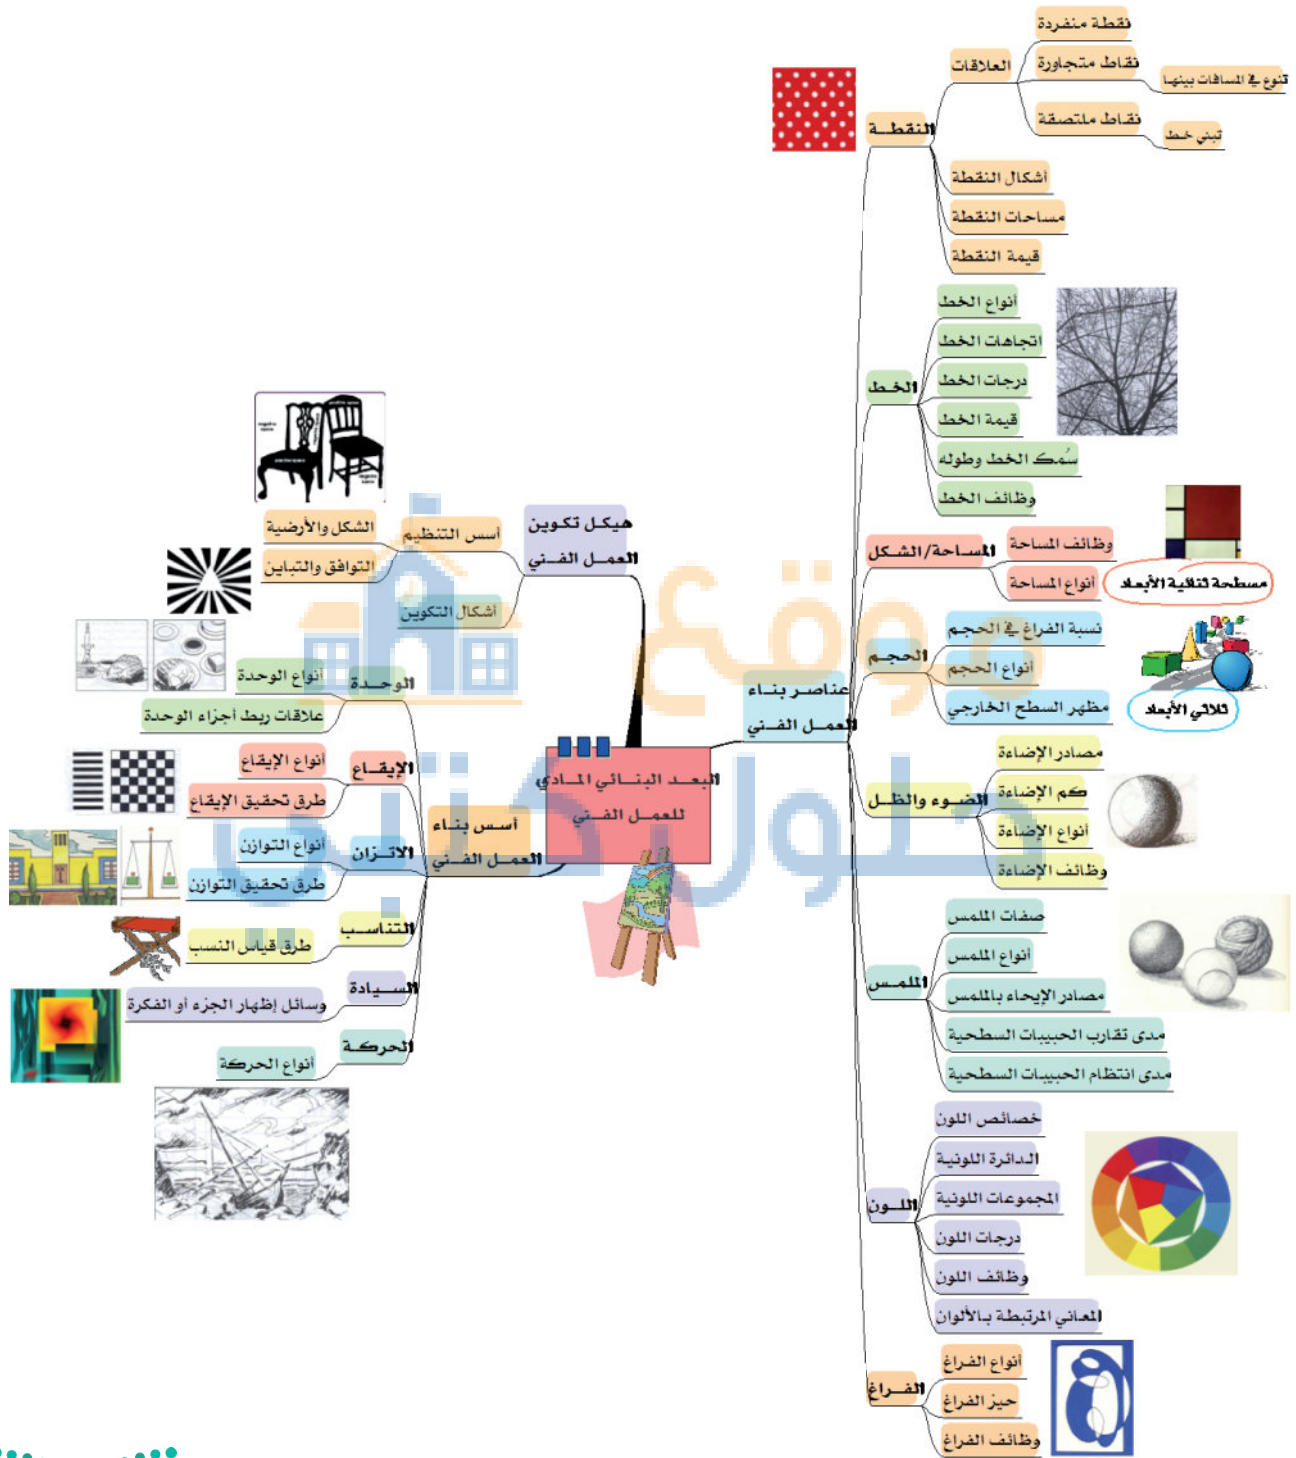 نقطة منفردة
العلاقات
نقاط متجاورة
تنوع في المسافات بينها
نقاط ملتصقة
تبني خط
النقطة
أشكال النقطة
مساحات النقطة
قيمة النقطة
أنواع الخط
اتجاهات الخط
الخط
درجات الخط
قيمة الخط
سُمك الخط وطوله
وظائف الخط
المساحة/الشكل
وظائف المساحة
أنواع المساحة
مسطحة ثنائية الأبعاد
نسبة الفراغ في الحجم
الحجم
أنواع الحجم
مظهر السطح الخارجي
ثلاثي الأبعاد
عناصر بناء
العمل الفني
مصادر الإضاءة
الضوء والظل
كم الإضاءة
أنواع الإضاءة
وظائف الإضاءة
صفات الملمس
أنواع الملمس
الملمس
مصادر الإيحاء بالملمس
مدى تقارب الحبيبات السطحية
مدى انتظام الحبيبات السطحية
خصائص اللون
الدائرة اللونية
اللون
المجموعات اللونية
درجات اللون
وظائف اللون
المعاني المرتبطة بالألوان
أنواع الفراغ
الفراغ
حيز الفراغ
وظائف الفراغ
البعد البنائي المادي
للعمل الفني
هيكل تكوين
العمل الفني
أسس التنظيم
الشكل والأرضية
التوافق والتباين
أشكال التكوين
أسس بناء
العمل الفني
الوحدة
أنواع الوحدة
علاقات ربط أجزاء الوحدة
الإيقاع
أنواع الإيقاع
طرق تحقيق الإيقاع
الاتزان
أنواع التوازن
طرق تحقيق التوازن
التناسب
طرق قياس النسب
السيادة
وسائل إظهار الجزء أو الفكرة
الحركة
أنواع الحركة
موقع
حلول كتبي